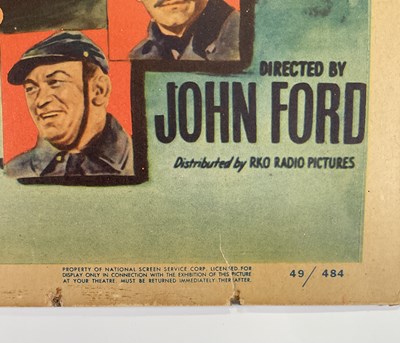 DIRECTED BY
JOHN FORD
Distributed by RKO RADIO PICTURES
PROPERTY OF NATIONAL SCREEN SERVICE CORP. LICENSED FOR
DISPLAY ONLY IN CONNECTION WITH THE EXHIBITION OF THIS PICTURE
AT YOUR THEATRE. MUST BE RETURNED IMMEDIATELY THEREAFTER.
49/484